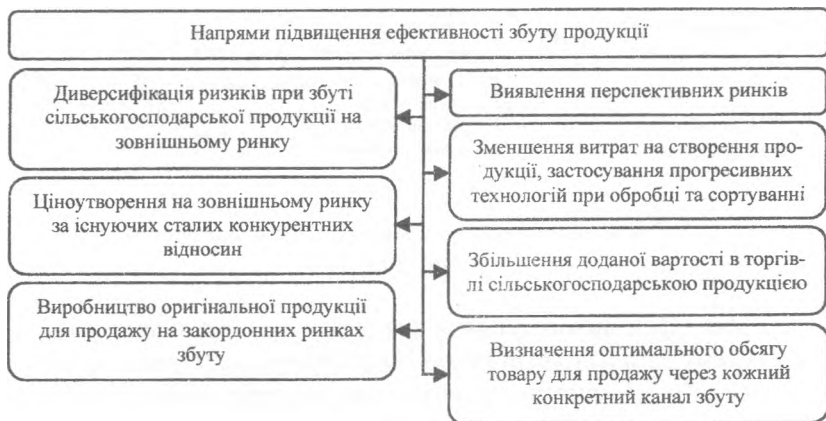 Напрями підвищення ефективності збуту продукції
Диверсифікація ризиків при збуті
сільськогосподарської продукції на
зовнішньому ринку
Ціноутворення на зовнішньому ринку
за існуючих сталих конкурентних
відносин
Виробництво оригінальної продукції
для продажу на закордонних ринках
збуту
Виявлення перспективних ринків
Зменшення витрат на створення про-
дукції, застосування прогресивних
технологій при обробці та сортуванні
Збільшення доданої вартості в торгів-
лі сільськогосподарською продукцією
Визначення оптимального обсягу
товару для продажу через кожний
конкретний канал збуту